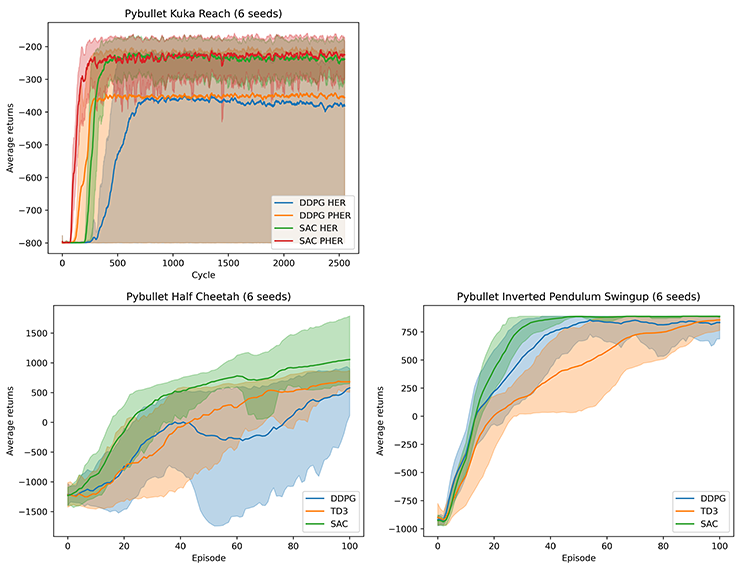 Pybullet Kuka Reach (6 seeds)
Average returns
−200
−300
−400
−500
−600
−700
−800
0
500
1000
1500
2000
2500
Cycle
DDPG HER
DDPG PHER
SAC HER
SAC PHER
Pybullet Half Cheetah (6 seeds)
Average returns
1500
1000
500
0
−500
−1000
−1500
0
20
40
60
80
100
Episode
DDPG
TD3
SAC
Pybullet Inverted Pendulum Swingup (6 seeds)
Average returns
750
500
250
0
−250
−500
−750
−1000
0
20
40
60
80
100
Episode
DDPG
TD3
SAC